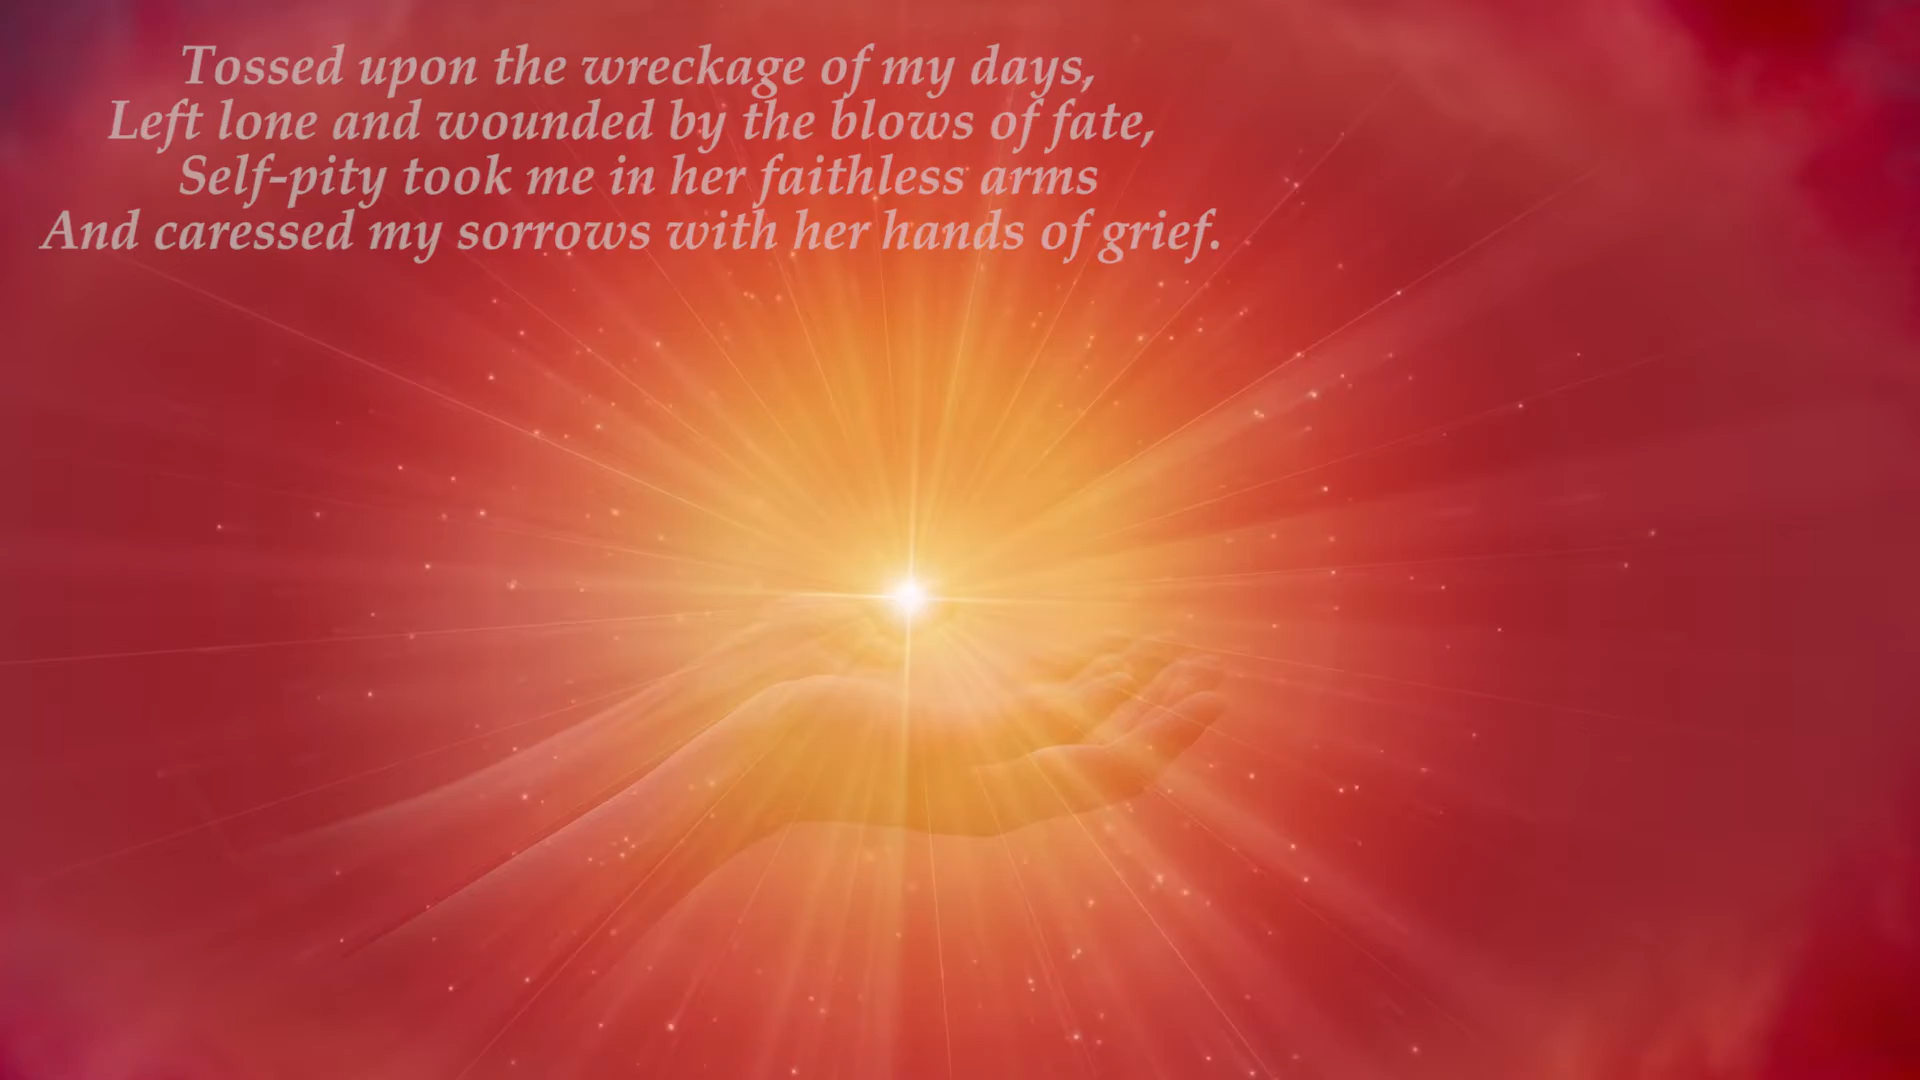 Tossed upon the wreckage of my days,
Left lone and wounded by the blows of fate,
Self-pity took me in her faithless arms
And caressed my sorrows with her hands of grief.